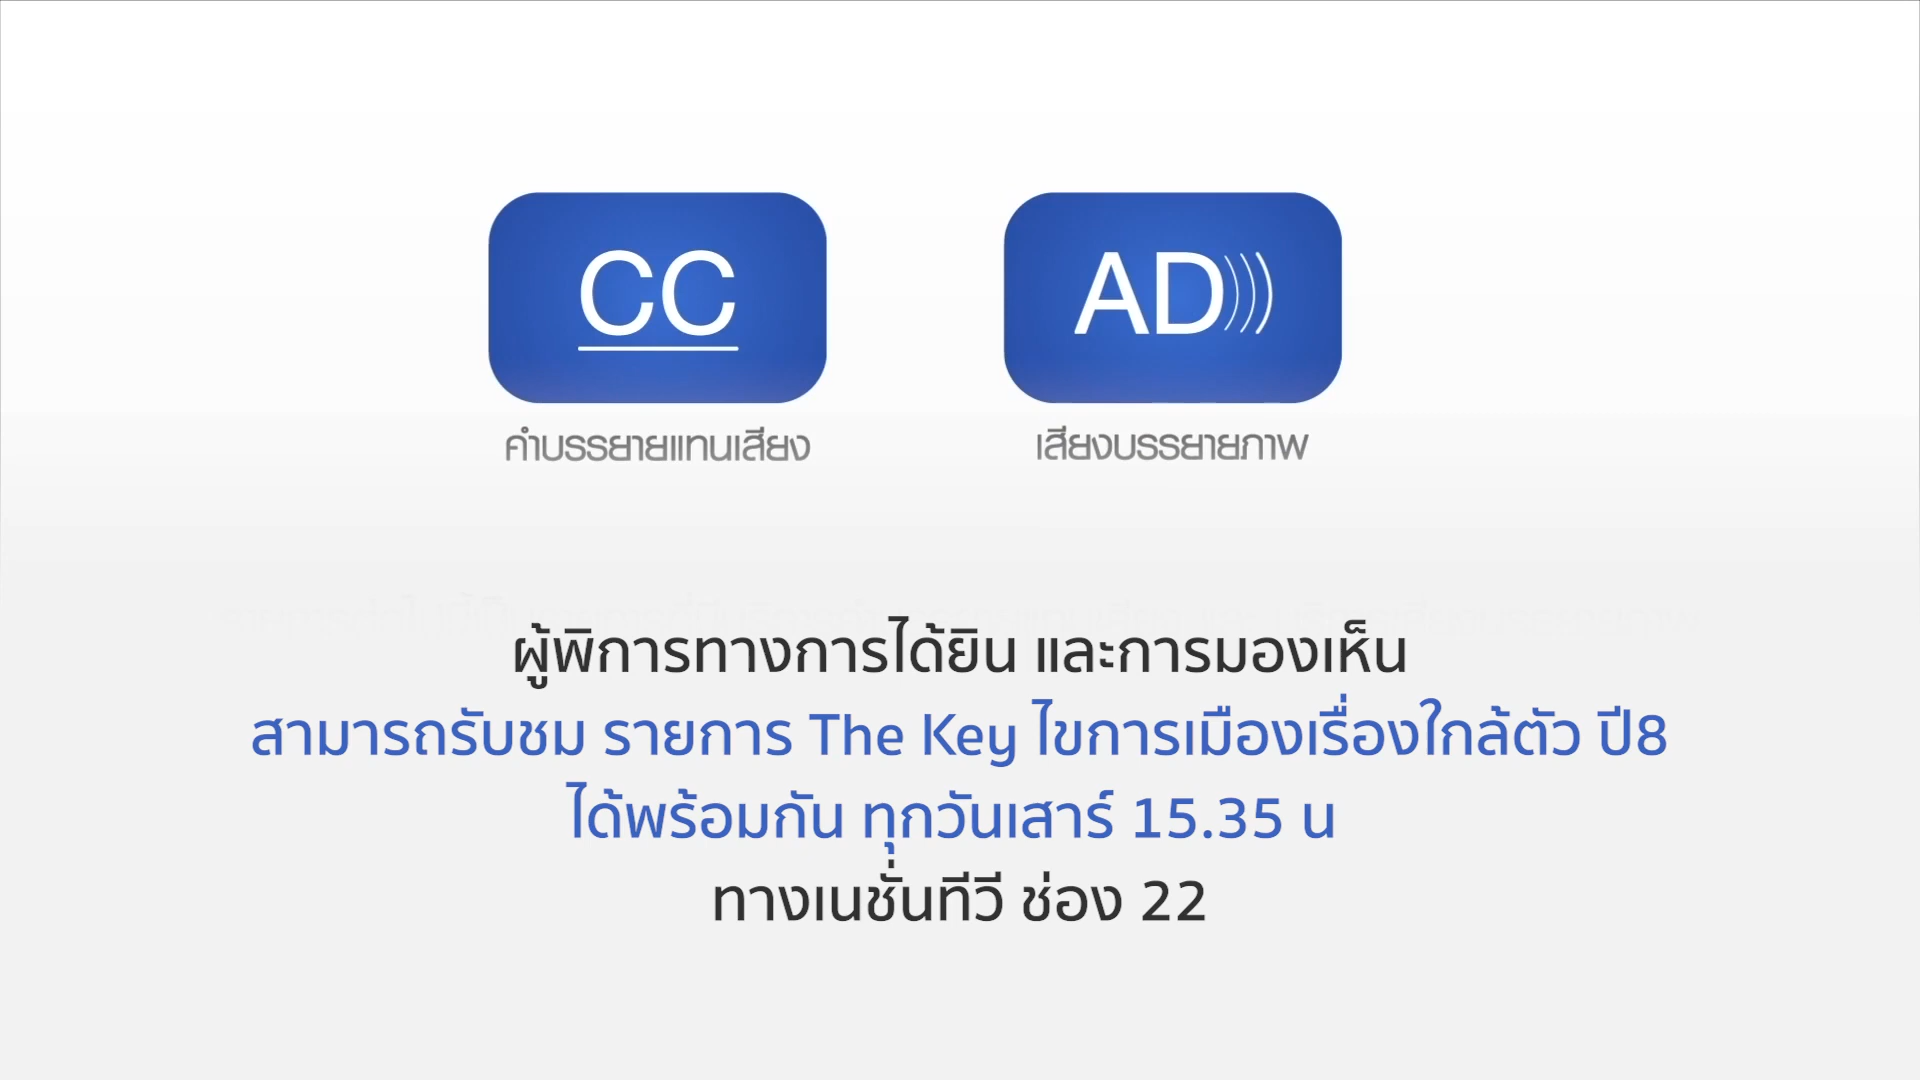 CC
AD
คำบรรยายแทนเสียง
เสียงบรรยายภาพ
ผู้พิการทางการได้ยิน และการมองเห็น
สามารถรับชม รายการ The Key ไขการเมืองเรื่องใกล้ตัว ปี8
ได้พร้อมกัน ทุกวันเสาร์ 15.35 น
ทางเนชั่นทีวี ช่อง 22